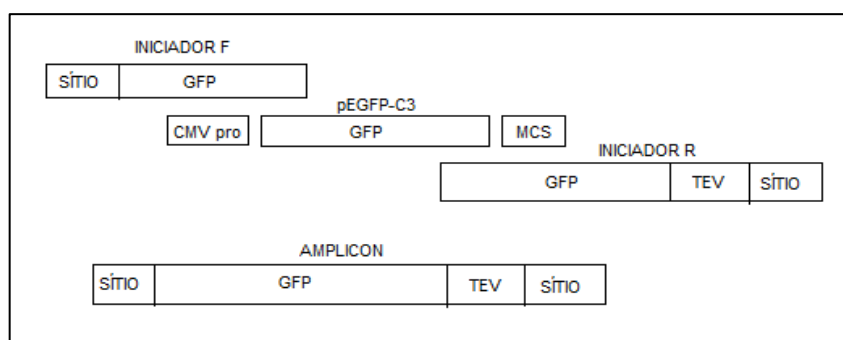 INICIADOR F
SÍTIO GFP
pEGFP-C3
CMV pro GFP MCS
INICIADOR R
GFP TEV SÍTIO
AMPLICON
SÍTIO GFP TEV SÍTIO